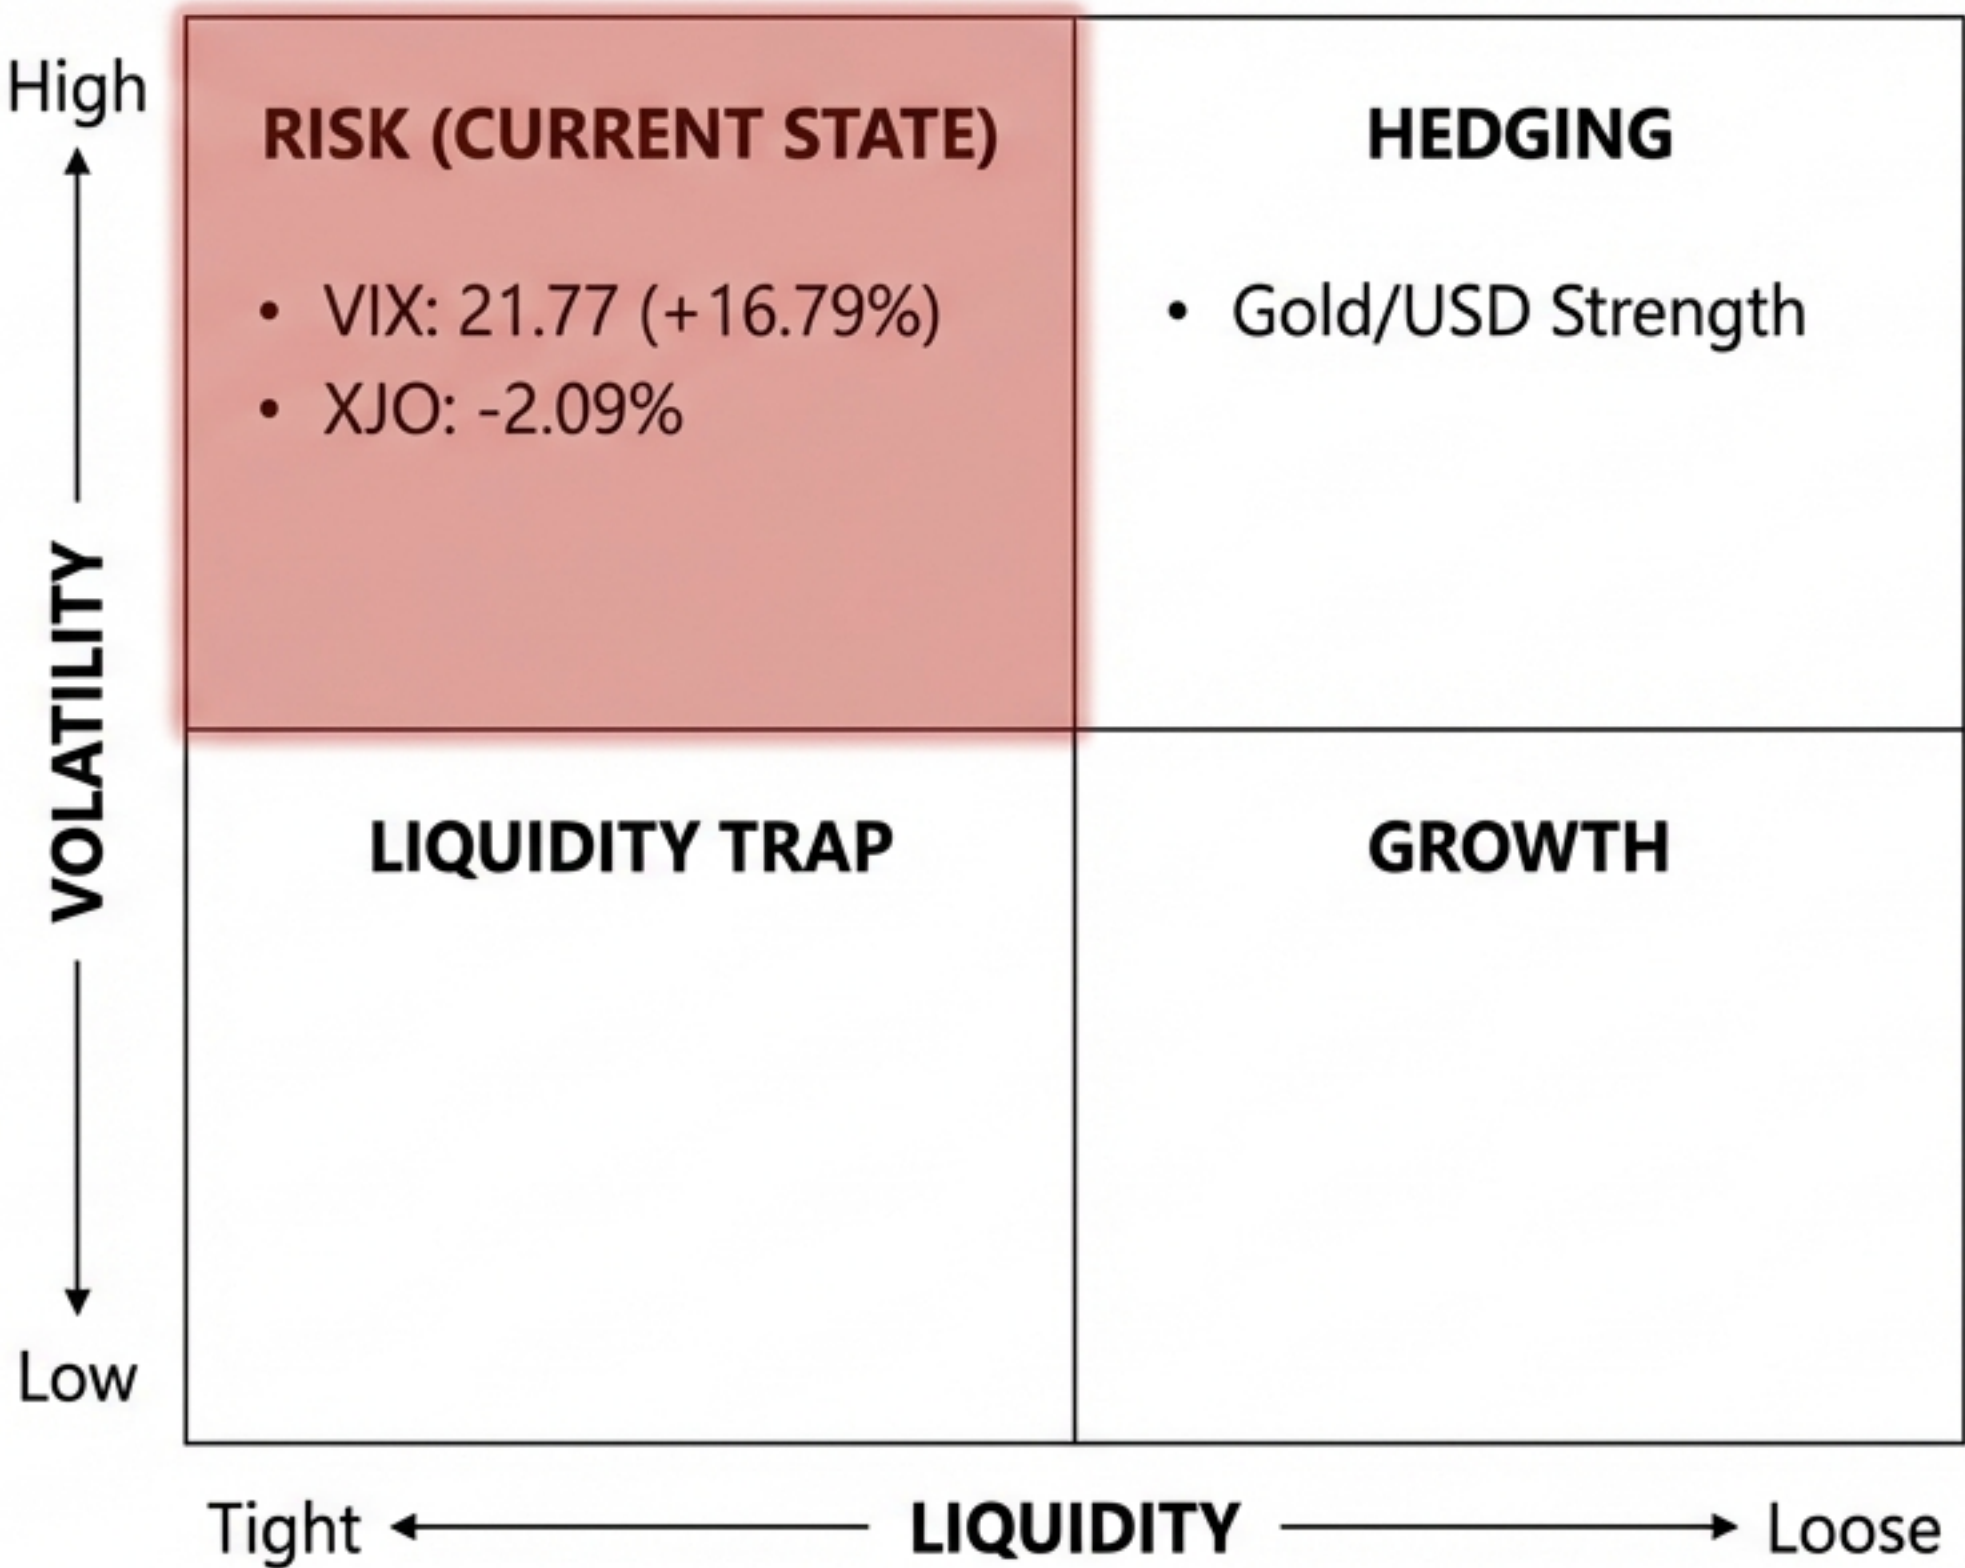 High
RISK (CURRENT STATE)
• VIX: 21.77 (+16.79%)
• XJO: -2.09%
HEDGING
• Gold/USD Strength
VOLATILITY
LIQUIDITY TRAP
GROWTH
Low
Tight
LIQUIDITY
Loose